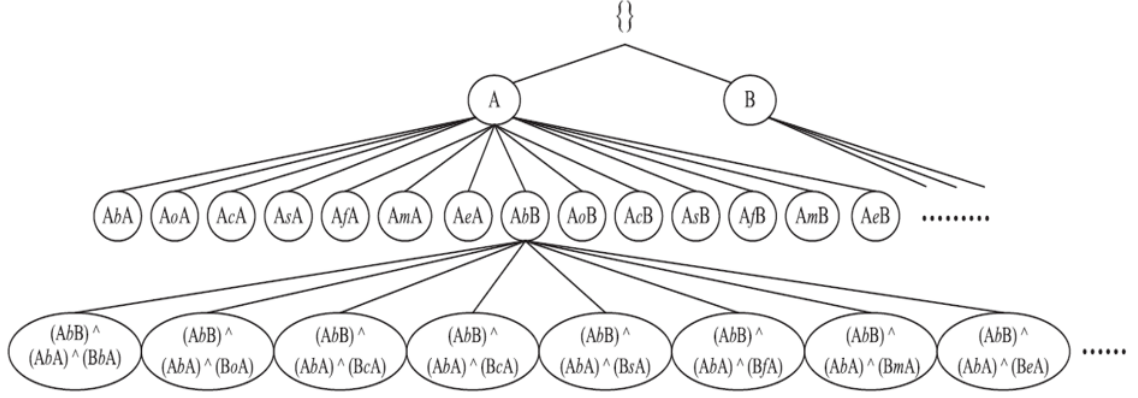 {}
A B
AbA AoA AcA AsA AfA AmA AeA AbB AoB AcB AsB AfB AmB AeB .........
(AbB) ^ (AbB) ^ (AbB) ^ (AbB) ^ (AbB) ^ (AbB) ^ (AbB) ^ (AbB) ^
(AbA) ^ (BbA) (AbA) ^ (BoA) (AbA) ^ (BcA) (AbA) ^ (BcA) (AbA) ^ (BsA) (AbA) ^ (BfA) (AbA) ^ (BmA) (AbA) ^ (BeA) ......